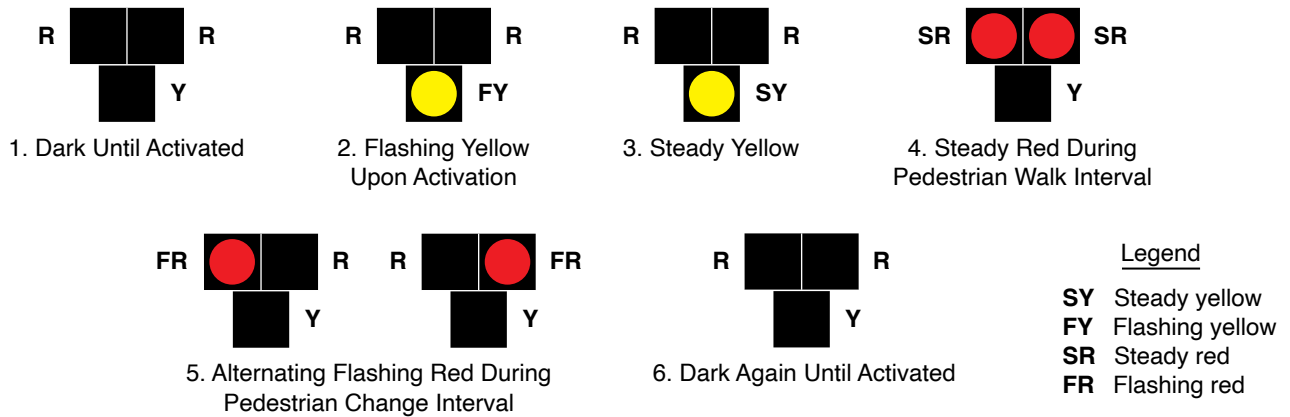 R R
Y
1. Dark Until Activated
R R
FY
2. Flashing Yellow
Upon Activation
R R
SY
3. Steady Yellow
SR SR
Y
4. Steady Red During
Pedestrian Walk Interval
FR R R FR
Y Y
5. Alternating Flashing Red During
Pedestrian Change Interval
R R
Y
6. Dark Again Until Activated
Legend
SY Steady yellow
FY Flashing yellow
SR Steady red
FR Flashing red